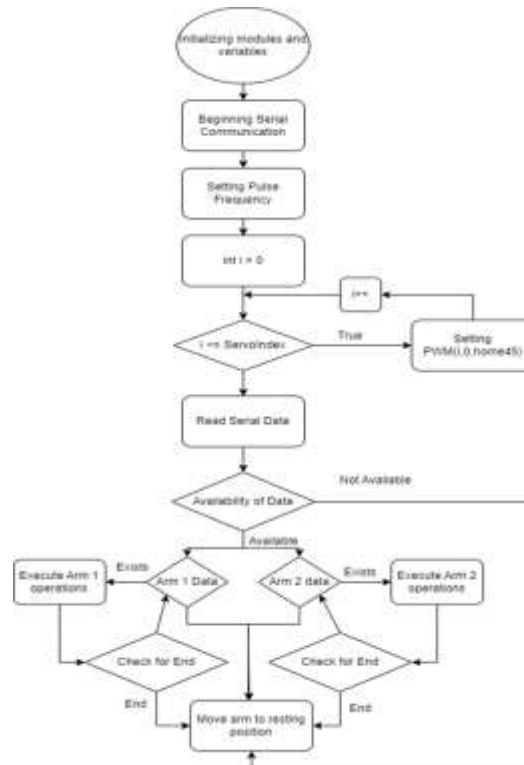 Initializing modules and
variables
Beginning Serial
Communication
Setting Pulse
Frequency
Int i = 0
i++
True
Setting
PWM(i,0,home45)
ServoIndex
Read Serial Data
Not Available
Availability of Data
Available
Exists
Execute Arm 1
operations
Arm 1 Data
Arm 2 data
Exists
Execute Arm 2
operations
Check for End
Check for End
End
End
Move arm to resting
position